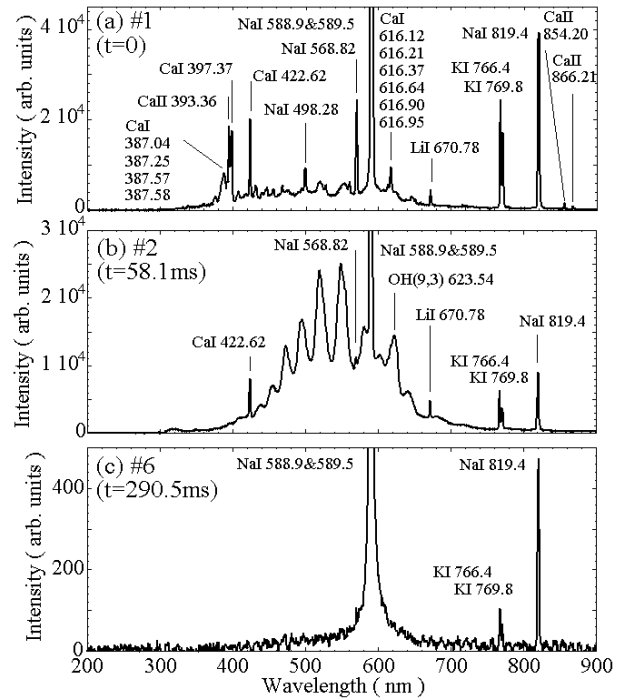 (a) #1
(t=0)
NaI 588.9&589.5
NaI 568.82
CaI 397.37
CaI 422.62
CaII 393.36
NaI 498.28
CaI
387.04
387.25
387.57
387.58
CaI
616.12
616.21
616.37
616.64
616.90
616.95
LiI 670.78
NaI 819.4
KI 766.4
KI 769.8
CaII
854.20
CaII
866.21
Intensity ( arb. units )
4 10⁴
2 10⁴
0
(b) #2
(t=58.1ms)
NaI 568.82
NaI 588.9&589.5
OH(9,3) 623.54
CaI 422.62
LiI 670.78
NaI 819.4
KI 766.4
KI 769.8
Intensity ( arb. units )
3 10⁴
2 10⁴
1 10⁴
0
(c) #6
(t=290.5ms)
NaI 588.9&589.5
NaI 819.4
KI 766.4
KI 769.8
Intensity ( arb. units )
400
200
0
200 300 400 500 600 700 800 900
Wavelength ( nm )